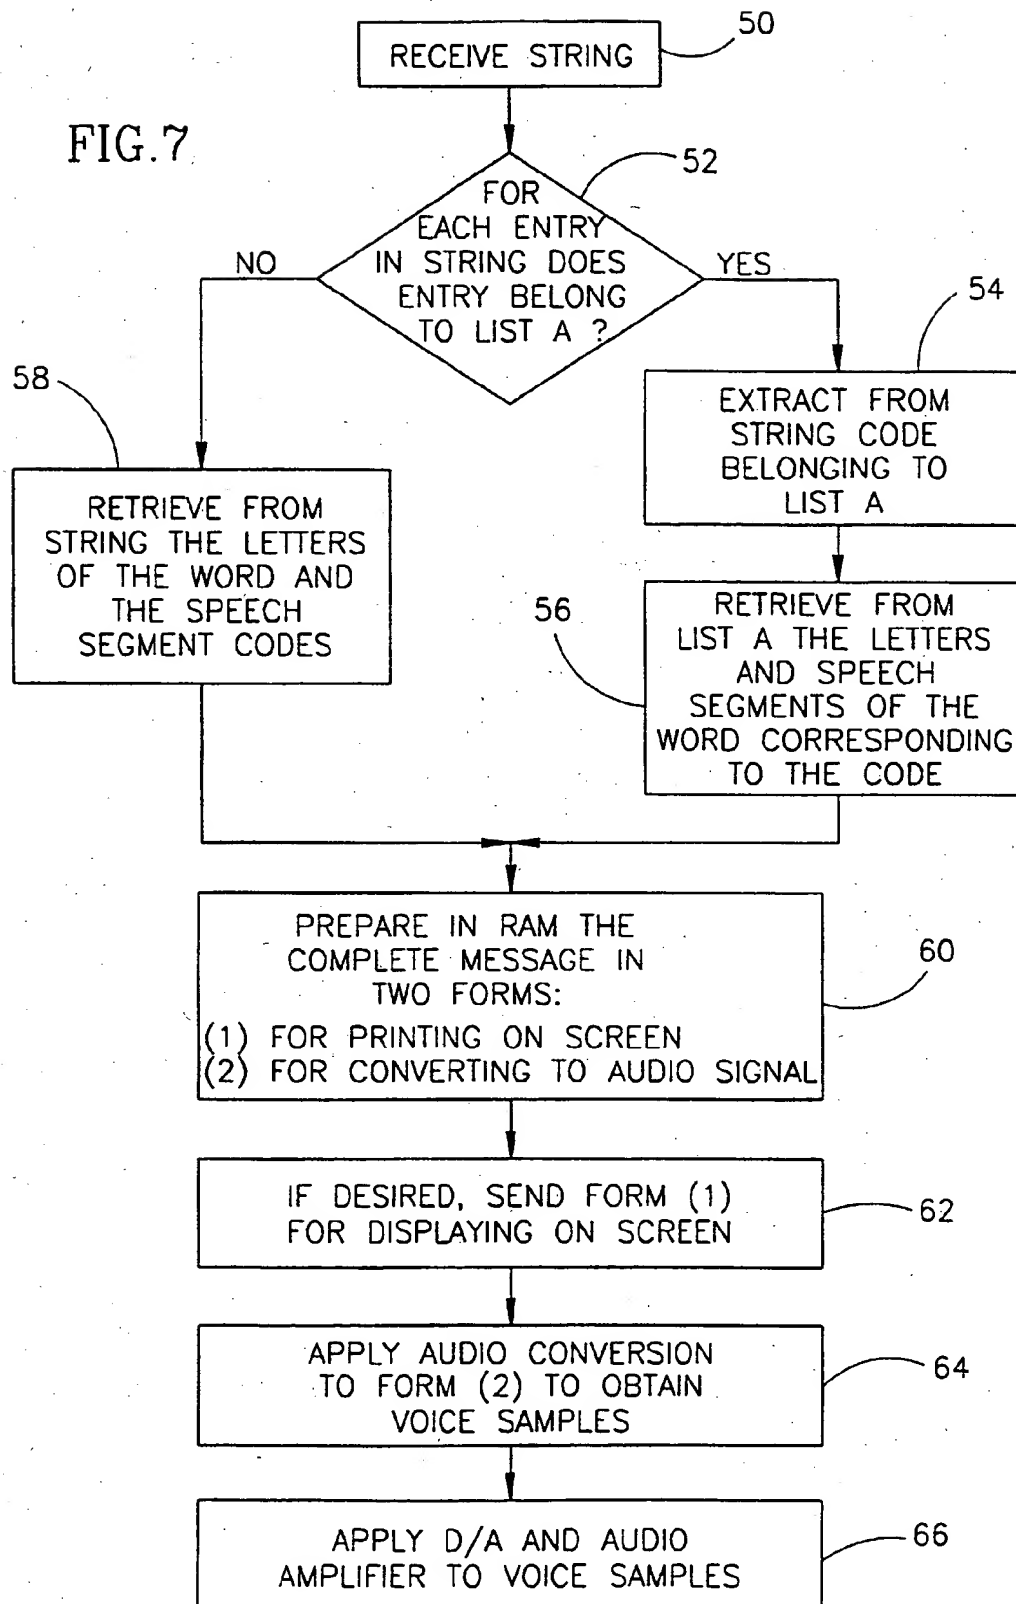 50
RECEIVE STRING
FIG.7
52
FOR
EACH ENTRY
IN STRING DOES
ENTRY BELONG
TO LIST A ?
NO
YES
54
EXTRACT FROM
STRING CODE
BELONGING TO
LIST A
58
RETRIEVE FROM
STRING THE LETTERS
OF THE WORD AND
THE SPEECH
SEGMENT CODES
56
RETRIEVE FROM
LIST A THE LETTERS
AND SPEECH
SEGMENTS OF THE
WORD CORRESPONDING
TO THE CODE
PREPARE IN RAM THE
COMPLETE MESSAGE IN
TWO FORMS:
(1) FOR PRINTING ON SCREEN
(2) FOR CONVERTING TO AUDIO SIGNAL
60
IF DESIRED, SEND FORM (1)
FOR DISPLAYING ON SCREEN
62
APPLY AUDIO CONVERSION
TO FORM (2) TO OBTAIN
VOICE SAMPLES
64
APPLY D/A AND AUDIO
AMPLIFIER TO VOICE SAMPLES
66